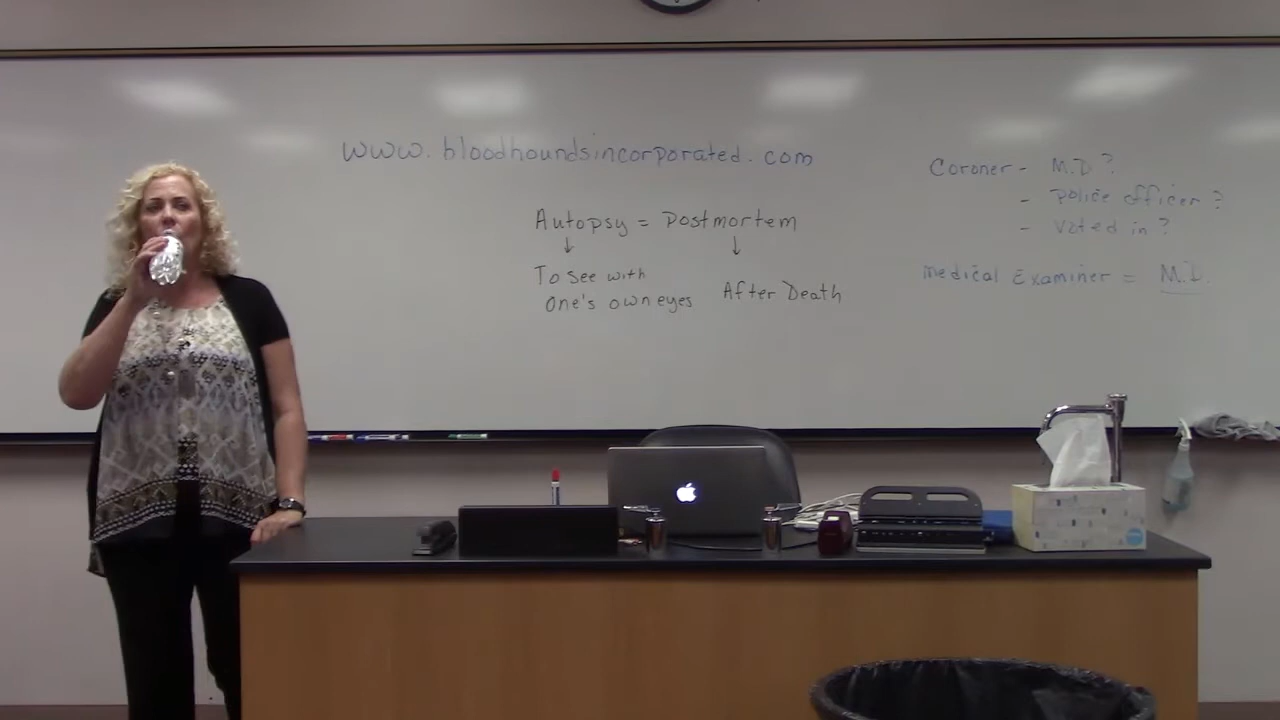 www.bloodhoundsincorporated.com
Autopsy = Postmortem
↓ ↓
To see with
one's own eyes After Death
Coroner - M.D?
- Police officer?
- Voted in?
Medical Examiner = M.D.